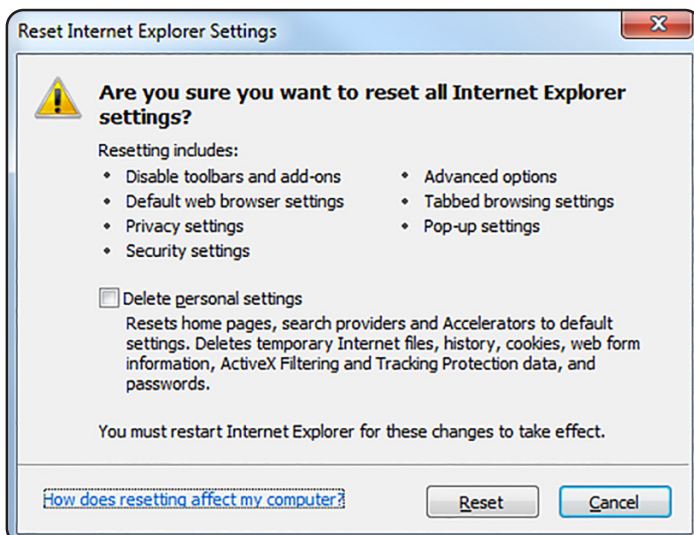 Reset Internet Explorer Settings
Are you sure you want to reset all Internet Explorer
settings?
Resetting includes:
• Disable toolbars and add-ons
• Default web browser settings
• Privacy settings
• Security settings
• Advanced options
• Tabbed browsing settings
• Pop-up settings
Delete personal settings
Resets home pages, search providers and Accelerators to default
settings. Deletes temporary Internet files, history, cookies, web form
information, ActiveX Filtering and Tracking Protection data, and
passwords.
You must restart Internet Explorer for these changes to take effect.
How does resetting affect my computer?
Reset
Cancel